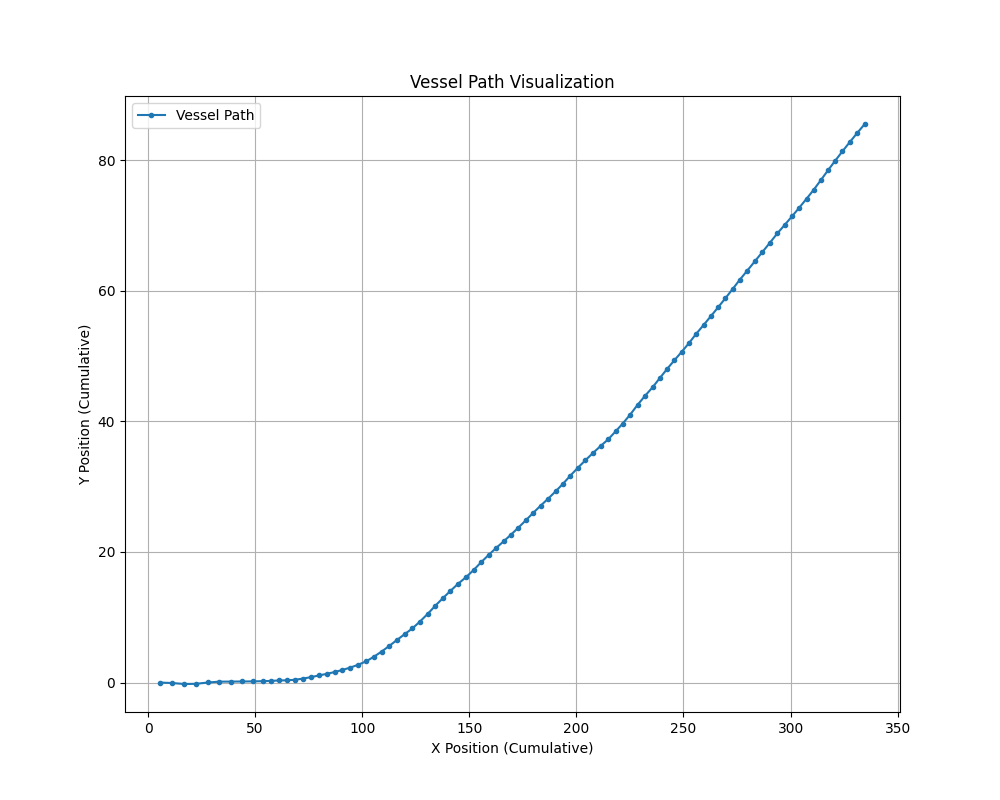 Vessel Path Visualization
Vessel Path
Y Position (Cumulative)
80
60
40
20
0
0 50 100 150 200 250 300 350
X Position (Cumulative)